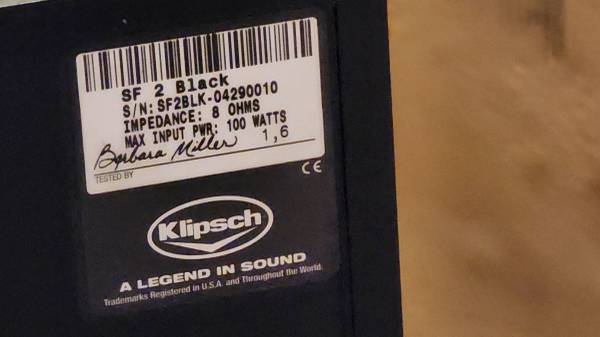 SF 2 Black
S/N: SF2BLK-04290010
IMPEDANCE: 8 OHMS
MAX INPUT PWR: 100 WATTS
Barbara Miller 1,6
TESTED BY
CE
Klipsch
A LEGEND IN SOUND
Trademarks Registered in U.S.A. and Throughout the World.